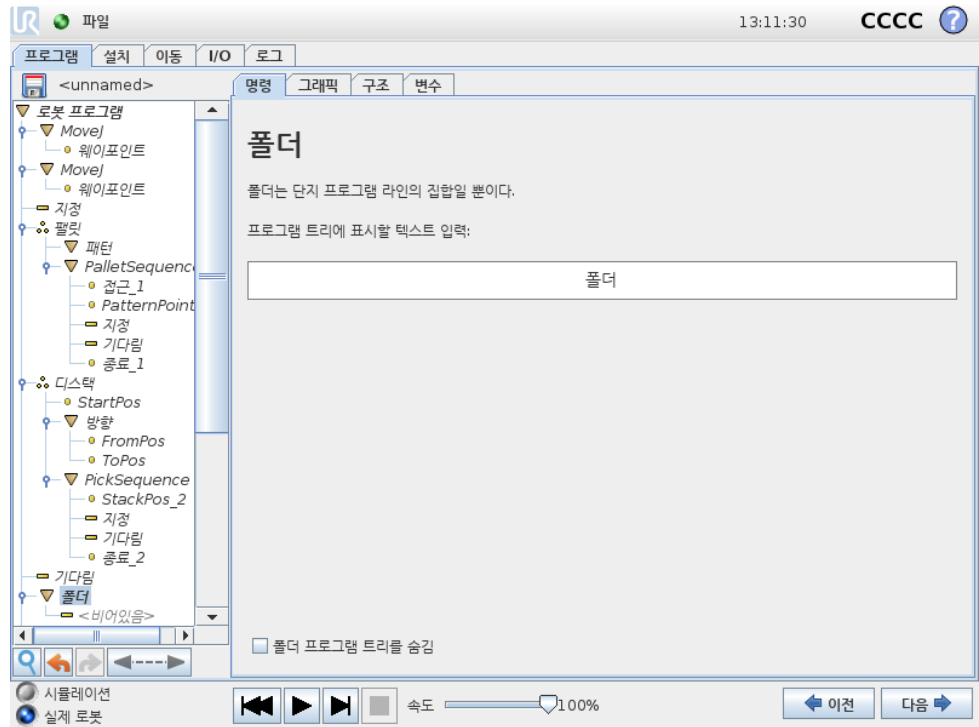 UR 파일 13:11:30 CCCC ?
프로그램 설치 이동 I/O 로그
<unnamed>
명령 그래픽 구조 변수
로봇 프로그램
MoveJ
웨이포인트
MoveJ
웨이포인트
지정
팔릿
패턴
PalletSequenc
접근_1
PatternPoint
지정
기다림
종료_1
디스택
StartPos
방향
FromPos
ToPos
PickSequence
StackPos_2
지정
기다림
종료_2
기다림
폴더
<비어있음>
폴더
폴더는 단지 프로그램 라인의 집합일 뿐이다.
프로그램 트리에 표시할 텍스트 입력:
폴더
폴더 프로그램 트리를 숨김
시뮬레이션
실제 로봇
속도 100%
이전 다음